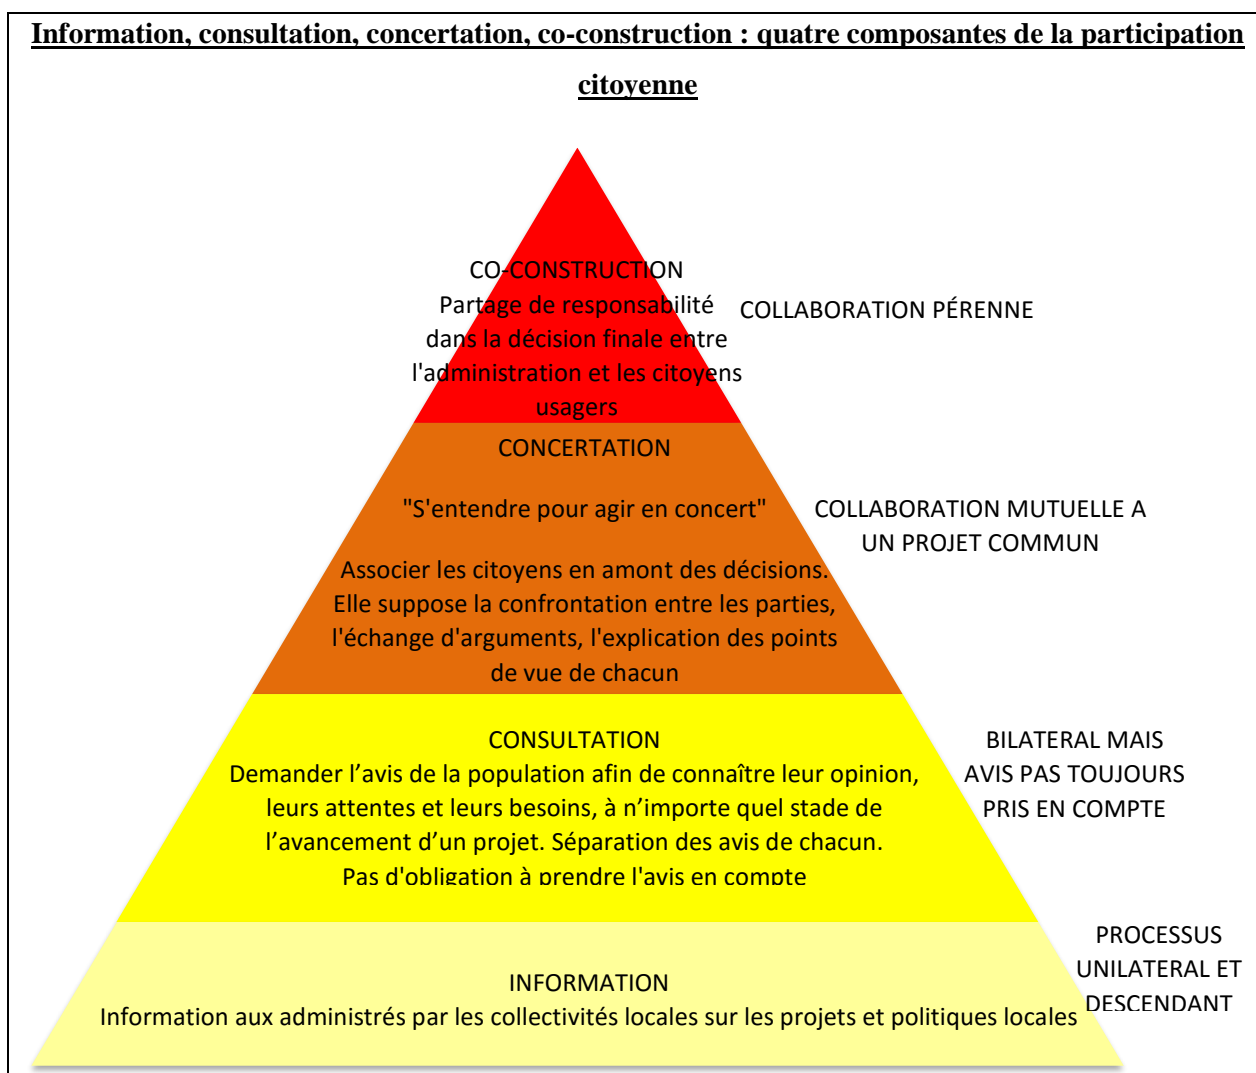 Information, consultation, concertation, co-construction : quatre composantes de la participation
citoyenne
CO-CONSTRUCTION
Partage de responsabilité
dans la décision finale entre
l'administration et les citoyens
usagers
COLLABORATION PÉRENNE
CONCERTATION
"S'entendre pour agir en concert"
Associer les citoyens en amont des décisions.
Elle suppose la confrontation entre les parties,
l'échange d'arguments, l'explication des points
de vue de chacun
COLLABORATION MUTUELLE A
UN PROJET COMMUN
CONSULTATION
Demander l’avis de la population afin de connaître leur opinion,
leurs attentes et leurs besoins, à n’importe quel stade de
l’avancement d’un projet. Séparation des avis de chacun.
Pas d'obligation à prendre l'avis en compte
BILATERAL MAIS
AVIS PAS TOUJOURS
PRIS EN COMPTE
INFORMATION
Information aux administrés par les collectivités locales sur les projets et politiques locales
PROCESSUS
UNILATERAL ET
DESCENDANT